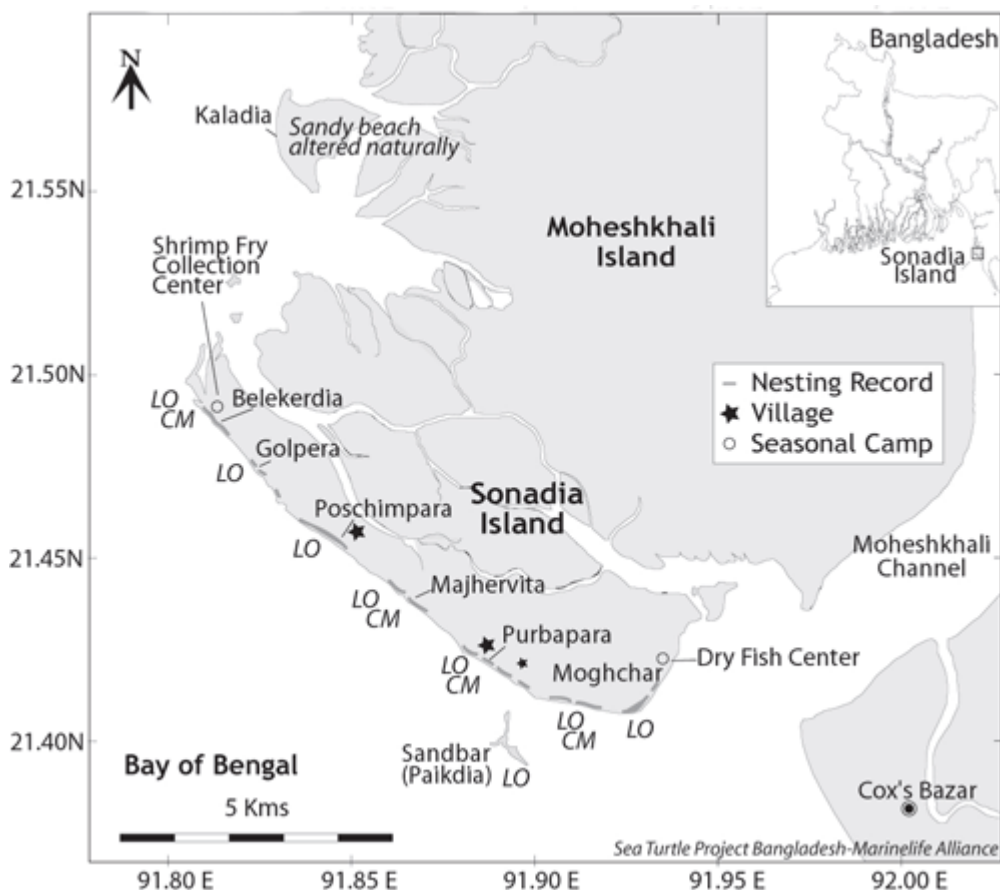 Bangladesh
N
Kaladia
Sandy beach
altered naturally
21.55N
Moheshkhali
Island
Shrimp Fry
Collection
Center
Sonadia
Island
21.50N
Nesting Record
Village
Seasonal Camp
LO
CM
Belekerdia
Golpera
LO
Sonadia
Island
Poschimpara
LO
21.45N
Moheshkhali
Channel
Majhervita
LO
CM
Purbapara
LO
CM
Moghchar
Dry Fish Center
LO
CM
LO
21.40N
Sandbar
(Paikdia)
LO
Bay of Bengal
5 Kms
Cox's Bazar
Sea Turtle Project Bangladesh-Marinelife Alliance
91.80 E
91.85 E
91.90 E
91.95 E
92.00 E